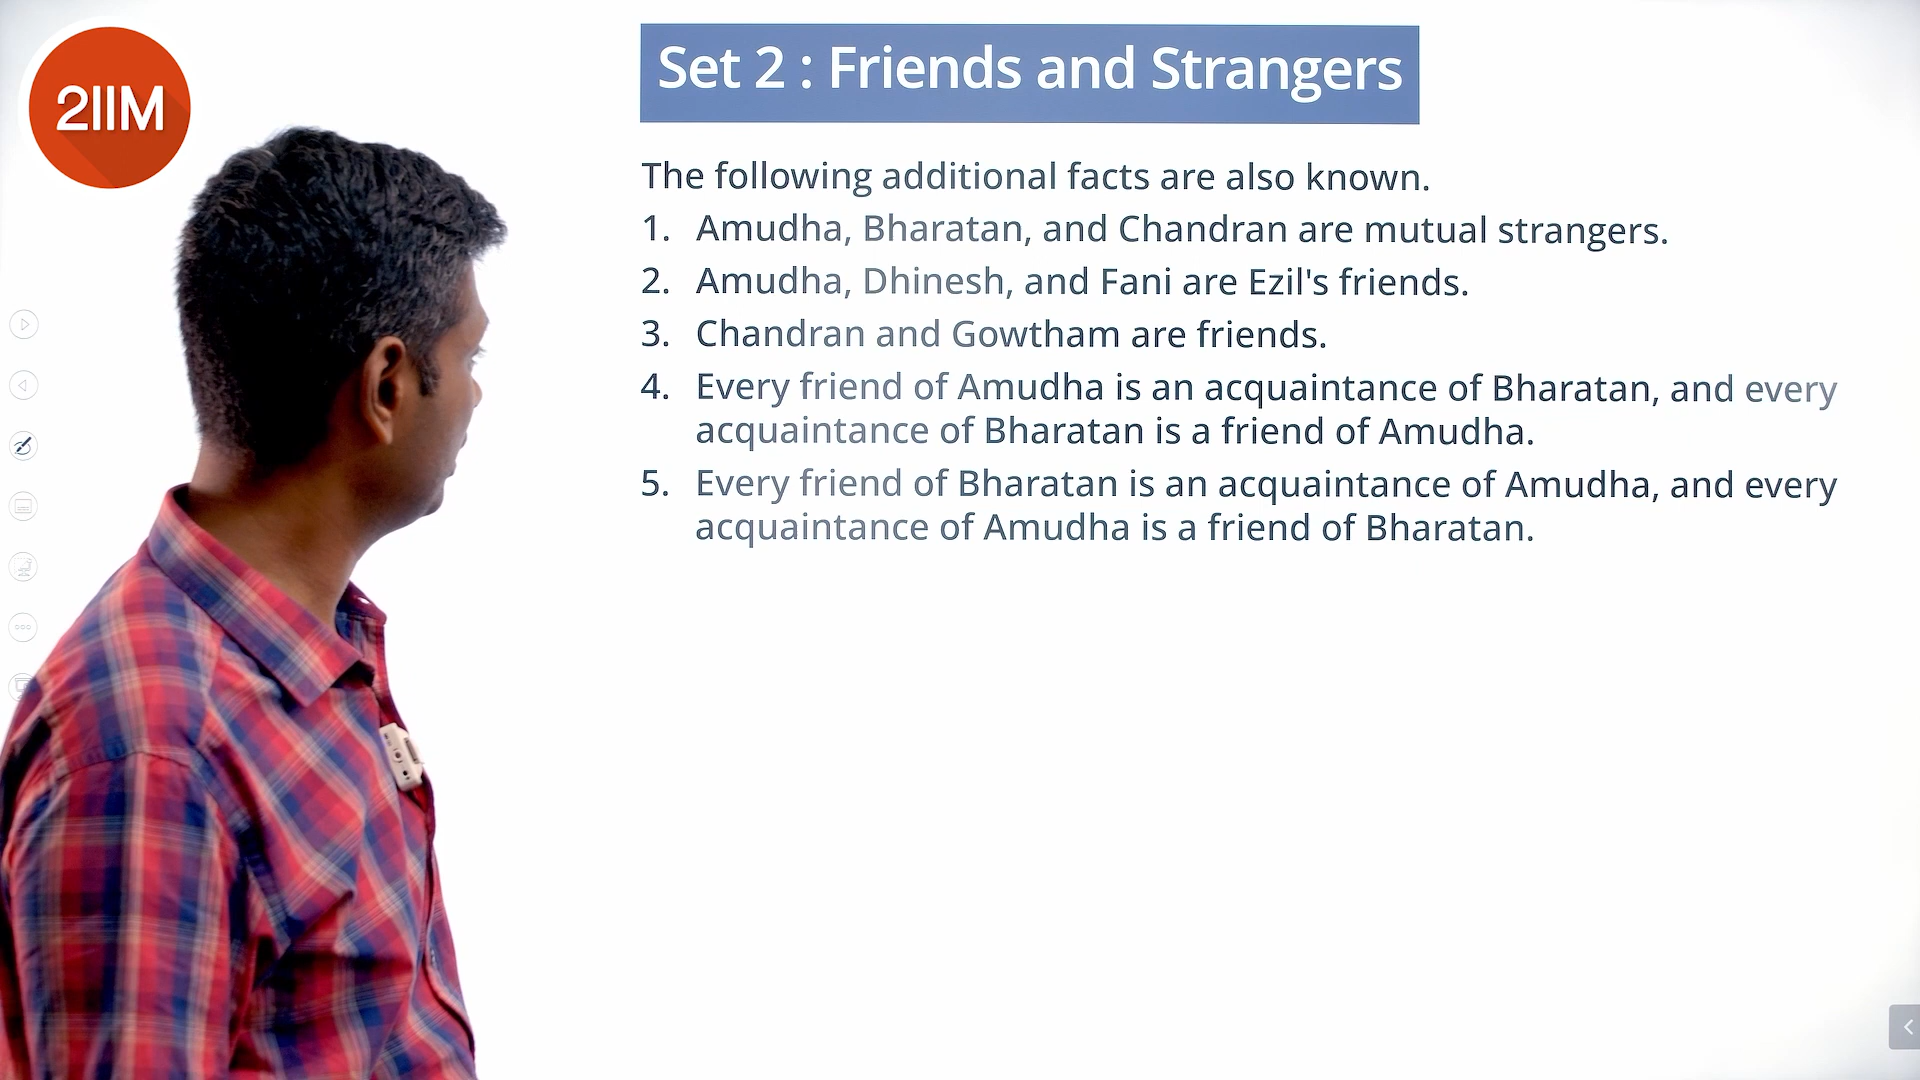 2IIM
Set 2 : Friends and Strangers
The following additional facts are also known.
1. Amudha, Bharatan, and Chandran are mutual strangers.
2. Amudha, Dhinesh, and Fani are Ezil's friends.
3. Chandran and Gowtham are friends.
4. Every friend of Amudha is an acquaintance of Bharatan, and every
acquaintance of Bharatan is a friend of Amudha.
5. Every friend of Bharatan is an acquaintance of Amudha, and every
acquaintance of Amudha is a friend of Bharatan.